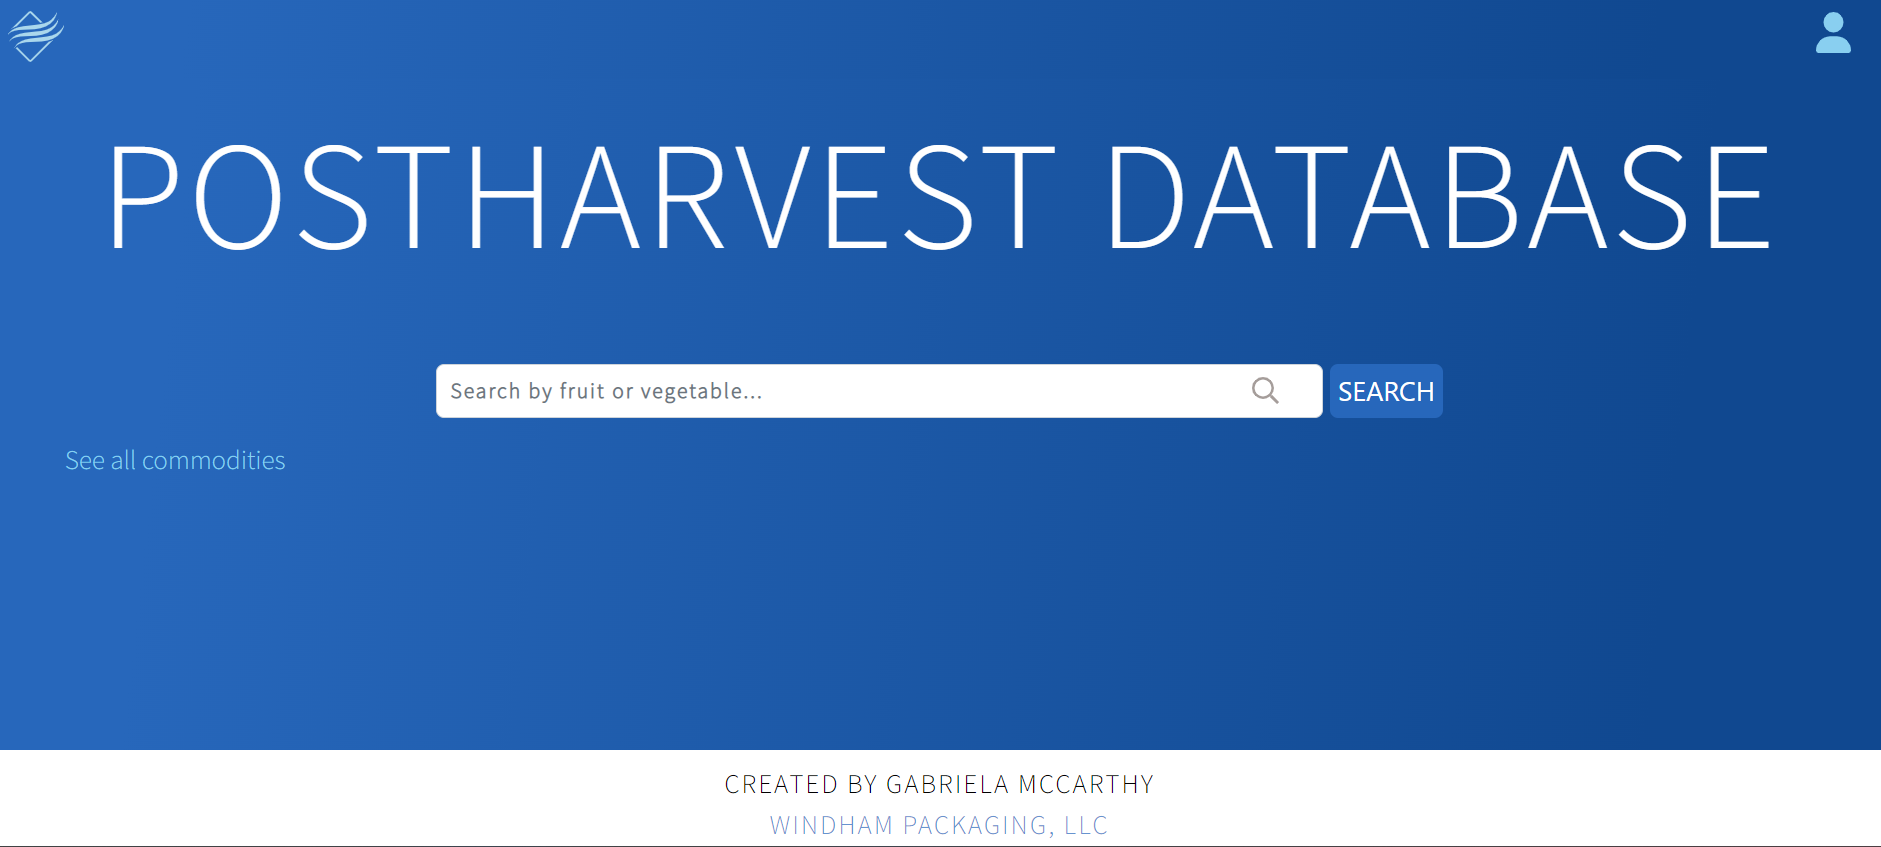 POSTHARVEST DATABASE
Search by fruit or vegetable...
SEARCH
See all commodities
CREATED BY GABRIELA MCCARTHY
WINDHAM PACKAGING, LLC